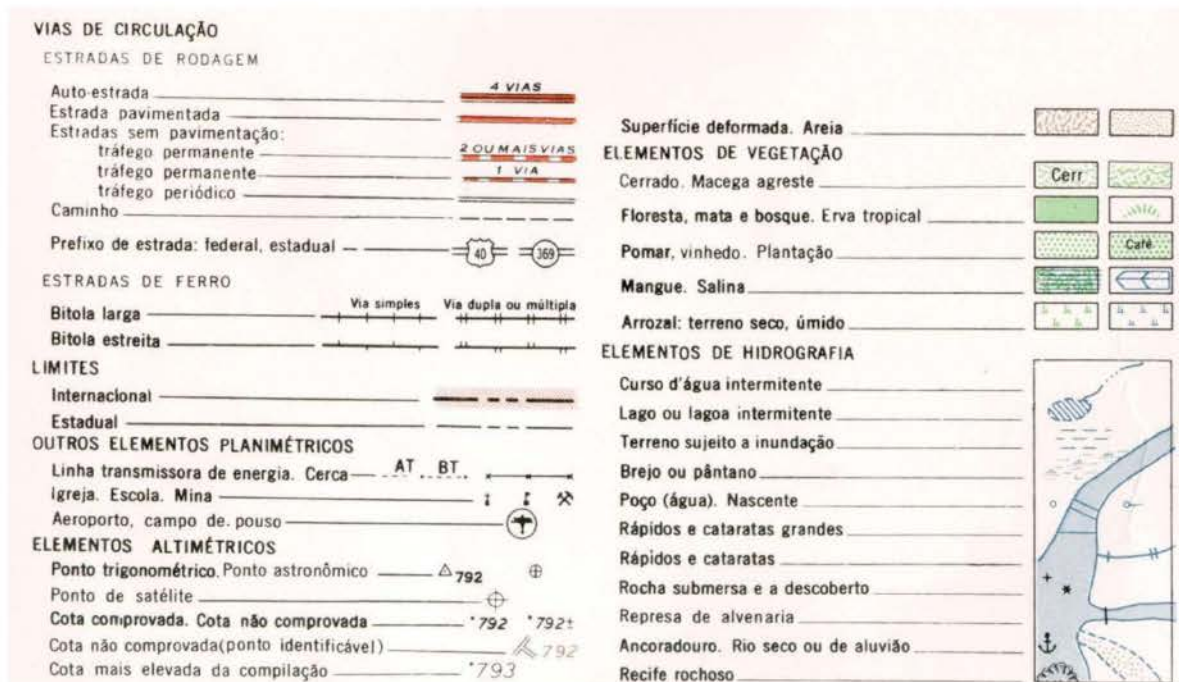 VIAS DE CIRCULAÇÃO
ESTRADAS DE RODAGEM
Auto-estrada
4 VIAS
Estrada pavimentada
Estradas sem pavimentação:
tráfego permanente
2 OU MAIS VIAS
tráfego permanente
1 VIA
tráfego periódico
Caminho
Prefixo de estrada: federal, estadual
40
369
ESTRADAS DE FERRO
Via simples
Via dupla ou múltipla
Bitola larga
Bitola estreita
LIMITES
Internacional
Estadual
OUTROS ELEMENTOS PLANIMÉTRICOS
Linha transmissora de energia. Cerca
AT
BT
Igreja. Escola. Mina
Aeroporto, campo de. pouso
ELEMENTOS ALTIMÉTRICOS
Ponto trigonométrico. Ponto astronômico
792
Ponto de satélite
Cota comprovada. Cota não comprovada
792
792±
Cota não comprovada(ponto identificável)
792
Cota mais elevada da compilação
793
Superfície deformada. Areia
ELEMENTOS DE VEGETAÇÃO
Cerrado. Macega agreste
Cerr
Floresta, mata e bosque. Erva tropical
Pomar, vinhedo. Plantação
Café
Mangue. Salina
Arrozal: terreno seco, úmido
ELEMENTOS DE HIDROGRAFIA
Curso d'água intermitente
Lago ou lagoa intermitente
Terreno sujeito a inundação
Brejo ou pântano
Poço (água). Nascente
Rápidos e cataratas grandes
Rápidos e cataratas
Rocha submersa e a descoberto
Represa de alvenaria
Ancoradouro. Rio seco ou de aluvião
Recife rochoso